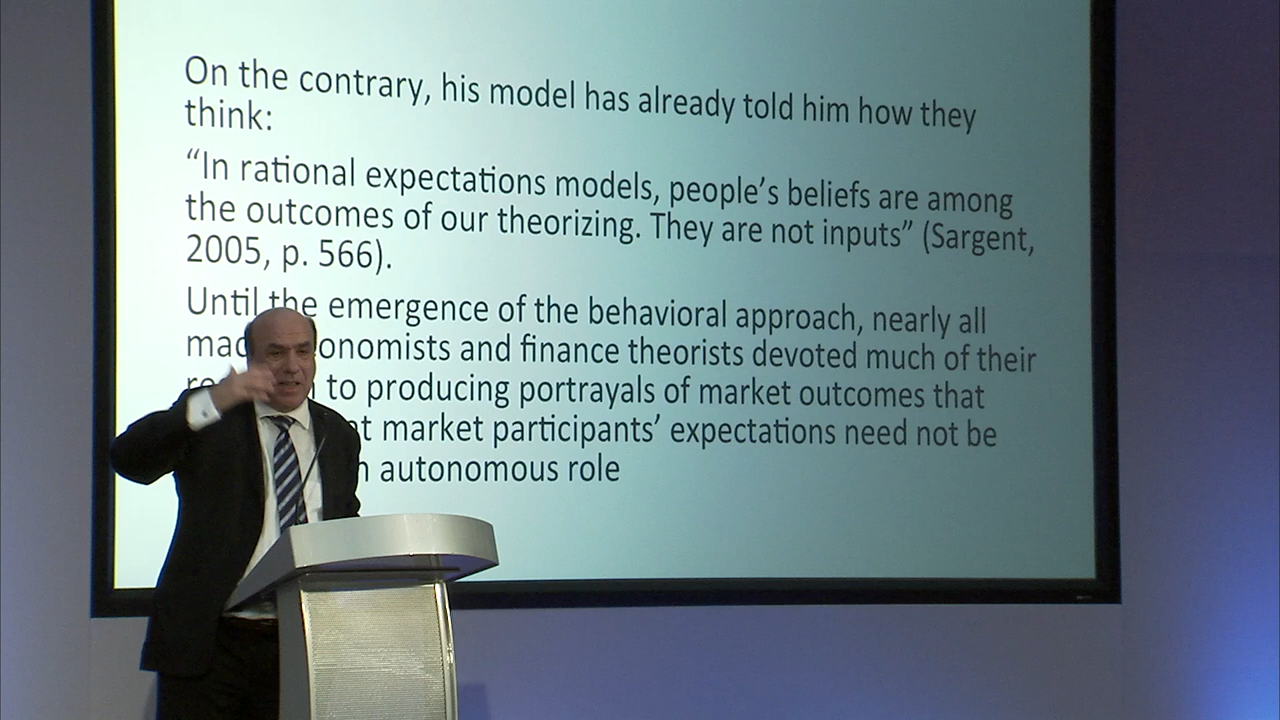 On the contrary, his model has already told him how they
think:
“In rational expectations models, people’s beliefs are among
the outcomes of our theorizing. They are not inputs” (Sargent,
2005, p. 566).
Until the emergence of the behavioral approach, nearly all
economists and finance theorists devoted much of their
to producing portrayals of market outcomes that
market participants’ expectations need not be
autonomous role